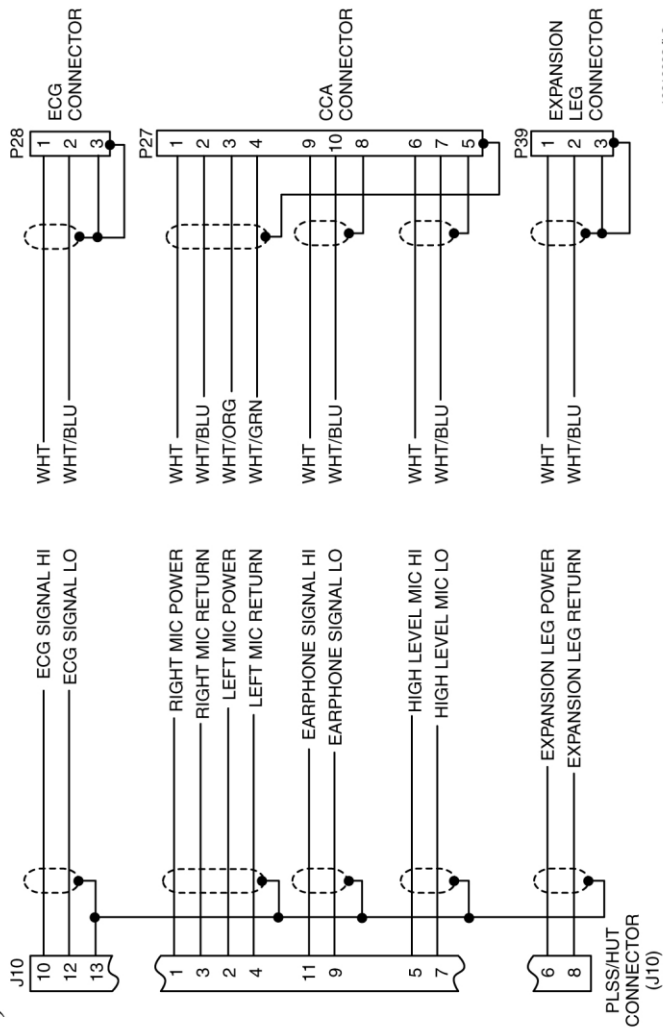 J10
10
12
13
1
3
2
4
11
9
5
7
6
8
PLSS/HUT
CONNECTOR
(J10)
ECG SIGNAL HI
ECG SIGNAL LO
RIGHT MIC POWER
RIGHT MIC RETURN
LEFT MIC POWER
LEFT MIC RETURN
EARPHONE SIGNAL HI
EARPHONE SIGNAL LO
HIGH LEVEL MIC HI
HIGH LEVEL MIC LO
EXPANSION LEG POWER
EXPANSION LEG RETURN
WHT
WHT/BLU
WHT
WHT/BLU
WHT/ORG
WHT/GRN
WHT
WHT/BLU
WHT
WHT/BLU
WHT
WHT/BLU
P28
1
2
3
ECG
CONNECTOR
P27
1
2
3
4
9
10
8
6
7
5
CCA
CONNECTOR
P39
1
2
3
EXPANSION
LEG
CONNECTOR